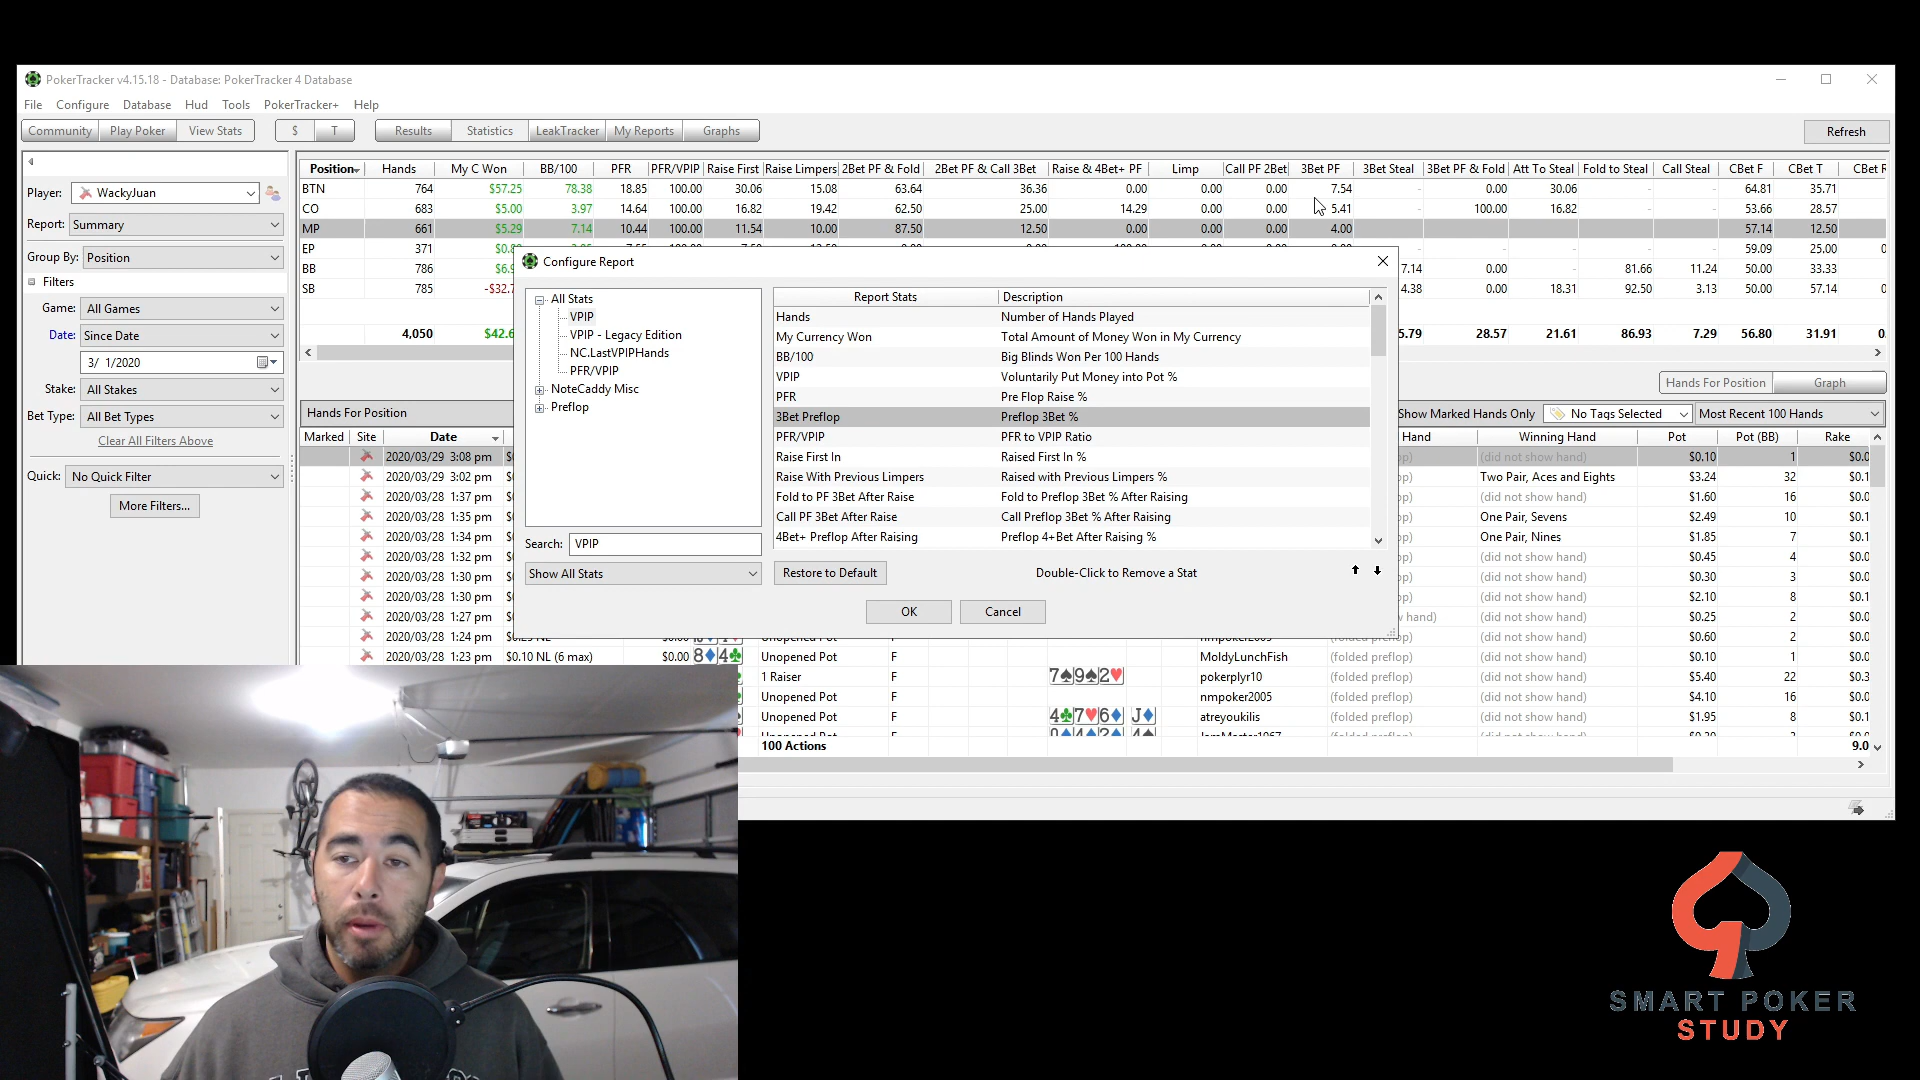 PokerTracker v4.15.18 - Database: PokerTracker 4 Database
File Configure Database Hud Tools PokerTracker+ Help
Community Play Poker View Stats $ T Results Statistics LeakTracker My Reports Graphs Refresh
Player: WackyJuan
Report: Summary
Group By: Position
Filters
Game: All Games
Date: Since Date
3/ 1/2020
Stake: All Stakes
Bet Type: All Bet Types
Clear All Filters Above
Quick: No Quick Filter
More Filters...
Position Hands My C Won BB/100 PFR PFR/VPIP Raise First Raise Limpers 2Bet PF & Fold 2Bet PF & Call 3Bet Raise & 4Bet+ PF Limp Call PF 2Bet 3Bet PF 3Bet Steal 3Bet PF & Fold Att To Steal Fold to Steal Call Steal CBet F CBet T CBet R
BTN 764 $57.25 78.38 18.85 100.00 30.06 15.08 63.64 36.36 0.00 0.00 0.00 7.54 - 0.00 30.06 - - 64.81 35.71
CO 683 $5.00 3.97 14.64 100.00 16.82 19.42 62.50 25.00 14.29 0.00 0.00 5.41 - 100.00 16.82 - - 53.66 28.57
MP 661 $5.29 7.14 10.44 100.00 11.54 10.00 87.50 12.50 0.00 0.00 0.00 4.00 57.14 12.50
EP 371 59.09 25.00 0
BB 786 7.14 0.00 - 81.66 11.24 50.00 33.33
SB 785 4.38 0.00 18.31 92.50 3.13 50.00 57.14 0
4,050 $42.6 5.79 28.57 21.61 86.93 7.29 56.80 31.91 0.
Hands For Position Graph
Hands For Position Show Marked Hands Only No Tags Selected Most Recent 100 Hands
Marked Site Date Hand Winning Hand Pot Pot (BB) Rake
2020/03/29 3:08 pm (did not show hand) $0.10 1 $0.0
2020/03/29 3:02 pm Two Pair, Aces and Eights $3.24 32 $0.1
2020/03/28 1:37 pm (did not show hand) $1.60 16 $0.0
2020/03/28 1:35 pm One Pair, Sevens $2.49 10 $0.1
2020/03/28 1:34 pm One Pair, Nines $1.85 7 $0.1
2020/03/28 1:32 pm (did not show hand) $0.45 4 $0.0
2020/03/28 1:30 pm (did not show hand) $0.30 3 $0.0
2020/03/28 1:30 pm (did not show hand) $2.10 8 $0.1
2020/03/28 1:27 pm (did not show hand) $0.25 2 $0.0
2020/03/28 1:24 pm (did not show hand) $0.60 2 $0.0
2020/03/28 1:23 pm $0.10 NL (6 max) $0.00 8♦ 4♣ Unopened Pot F MoldyLunchFish (folded preflop) (did not show hand) $0.10 1 $0.0
1 Raiser F 7♠ 9♠ 2♥ pokerplyr10 (folded preflop) (did not show hand) $5.40 22 $0.3
Unopened Pot F nmpoker2005 (folded preflop) (did not show hand) $4.10 16 $0.0
Unopened Pot F 4♣ 7♥ 6♦ J♦ atreyoukilis (folded preflop) (did not show hand) $1.95 8 $0.1
100 Actions 9.0
Configure Report
All Stats
VPIP
VPIP - Legacy Edition
NC.LastVPIPHands
PFR/VPIP
NoteCaddy Misc
Preflop
Search: VPIP
Show All Stats
Report Stats Description
Hands Number of Hands Played
My Currency Won Total Amount of Money Won in My Currency
BB/100 Big Blinds Won Per 100 Hands
VPIP Voluntarily Put Money into Pot %
PFR Pre Flop Raise %
3Bet Preflop Preflop 3Bet %
PFR/VPIP PFR to VPIP Ratio
Raise First In Raised First In %
Raise With Previous Limpers Raised with Previous Limpers %
Fold to PF 3Bet After Raise Fold to Preflop 3Bet % After Raising
Call PF 3Bet After Raise Call Preflop 3Bet % After Raising
4Bet+ Preflop After Raising Preflop 4+Bet After Raising %
Restore to Default Double-Click to Remove a Stat
OK Cancel
SMART POKER
STUDY